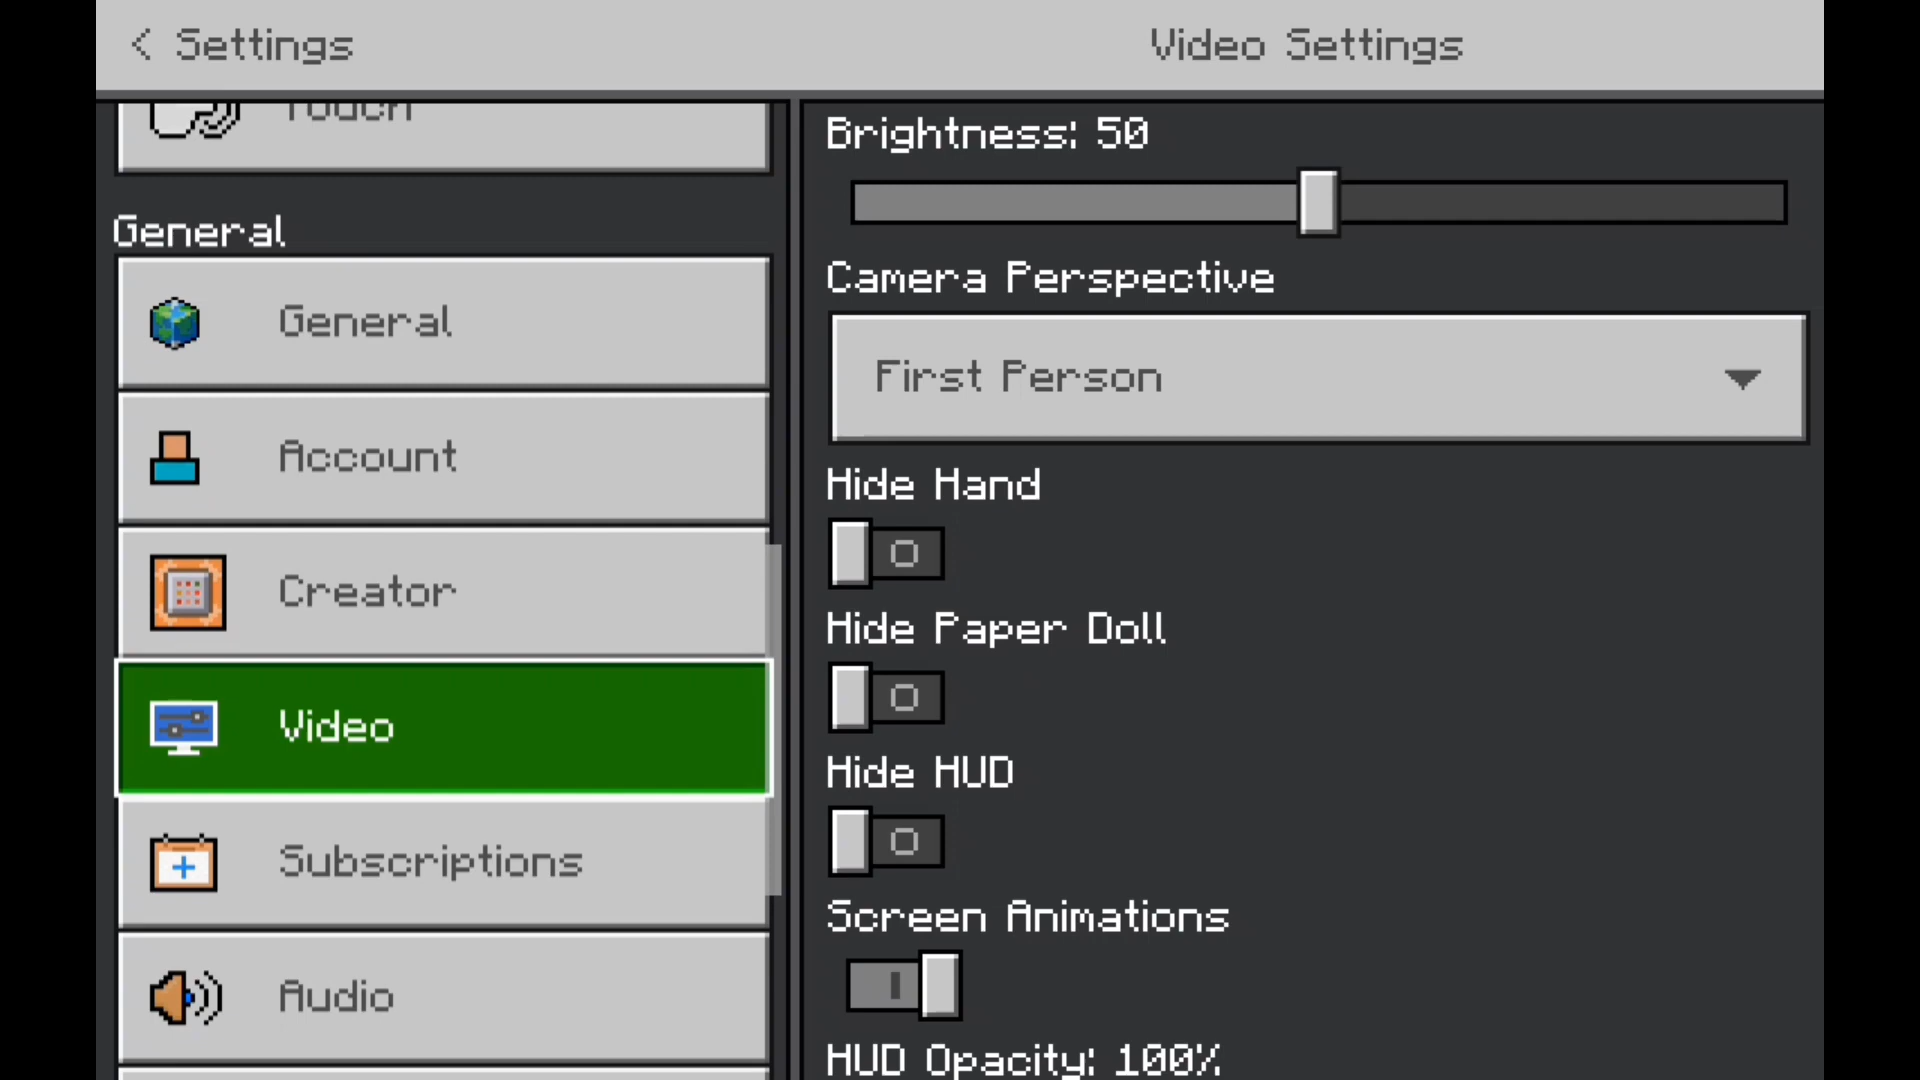 Settings
Video Settings
Touch
General
General
Account
Creator
Video
Subscriptions
Audio
Brightness: 50
Camera Perspective
First Person
Hide Hand
Hide Paper Doll
Hide HUD
Screen Animations
HUD Opacity: 100%